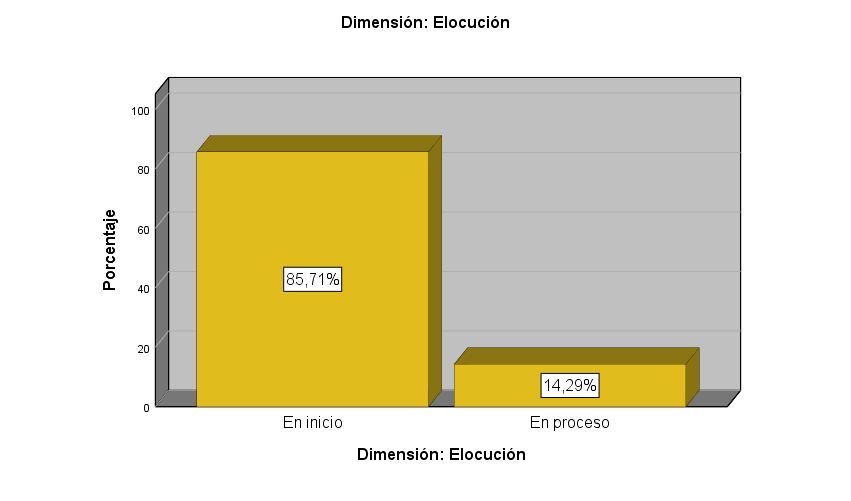 Dimensión: Elocución
Porcentaje
100
80
60
40
20
0
85,71%
14,29%
En inicio
En proceso
Dimensión: Elocución